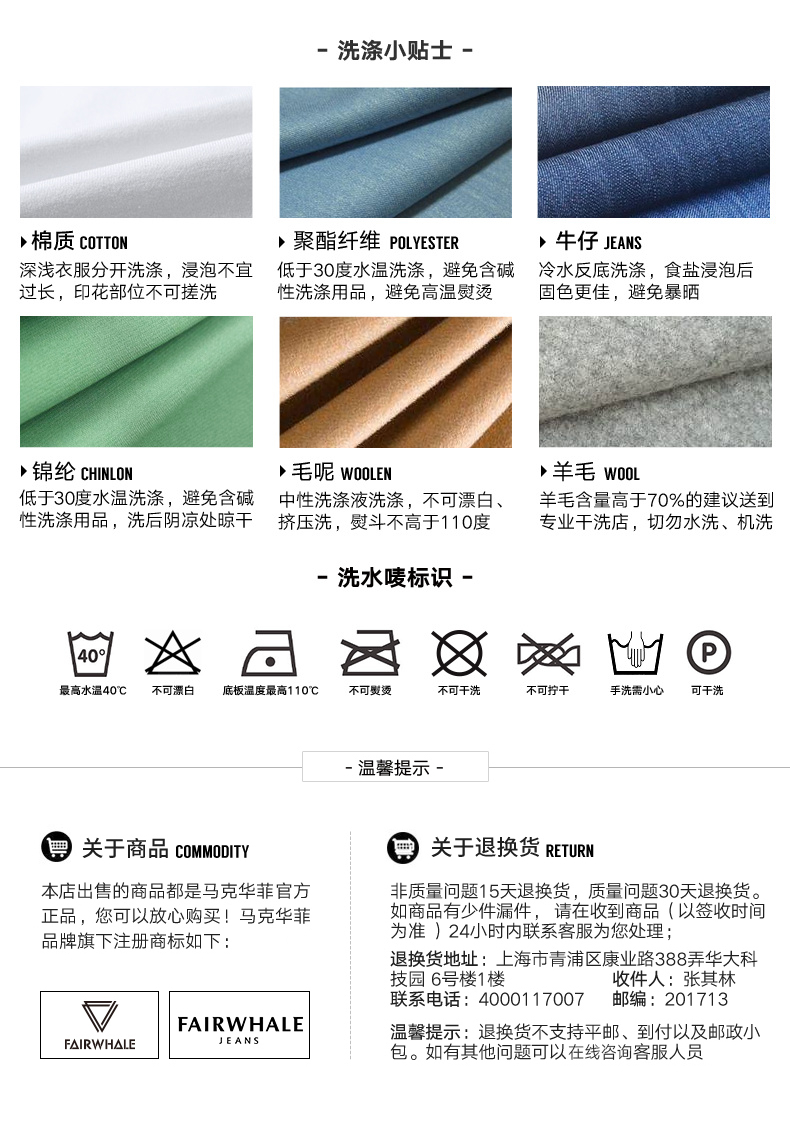 - 洗涤小贴士 -
棉质 COTTON
深浅衣服分开洗涤，浸泡不宜
过长，印花部位不可搓洗
聚酯纤维 POLYESTER
低于30度水温洗涤，避免含碱
性洗涤用品，避免高温熨烫
牛仔 JEANS
冷水反底洗涤，食盐浸泡后
固色更佳，避免暴晒
锦纶 CHINLON
低于30度水温洗涤，避免含碱
性洗涤用品，洗后阴凉处晾干
毛呢 WOOLEN
中性洗涤液洗涤，不可漂白、
挤压洗，熨斗不高于110度
羊毛 WOOL
羊毛含量高于70%的建议送到
专业干洗店，切勿水洗、机洗
- 洗水唛标识 -
40°
P
最高水温40℃
不可漂白
底板温度最高110℃
不可熨烫
不可干洗
不可拧干
手洗需小心
可干洗
- 温馨提示 -
关于商品 COMMODITY
本店出售的商品都是马克华菲官方
正品，您可以放心购买！马克华菲
品牌旗下注册商标如下：
FAIRWHALE
FAIRWHALE
JEANS
关于退换货 RETURN
非质量问题15天退换货，质量问题30天退换货。
如商品有少件漏件， 请在收到商品（以签收时间
为准 ）24小时内联系客服为您处理；
退换货地址：上海市青浦区康业路388弄华大科
技园 6号楼1楼 收件人：张其林
联系电话：4000117007 邮编：201713
温馨提示：退换货不支持平邮、到付以及邮政小
包。如有其他问题可以在线咨询客服人员